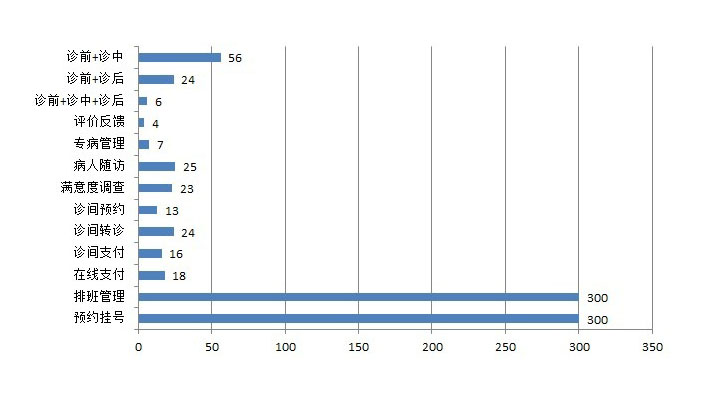 诊前+诊中 56
诊前+诊后 24
诊前+诊中+诊后 6
评价反馈 4
专病管理 7
病人随访 25
满意度调查 23
诊间预约 13
诊间转诊 24
诊间支付 16
在线支付 18
排班管理 300
预约挂号 300
0 50 100 150 200 250 300 350